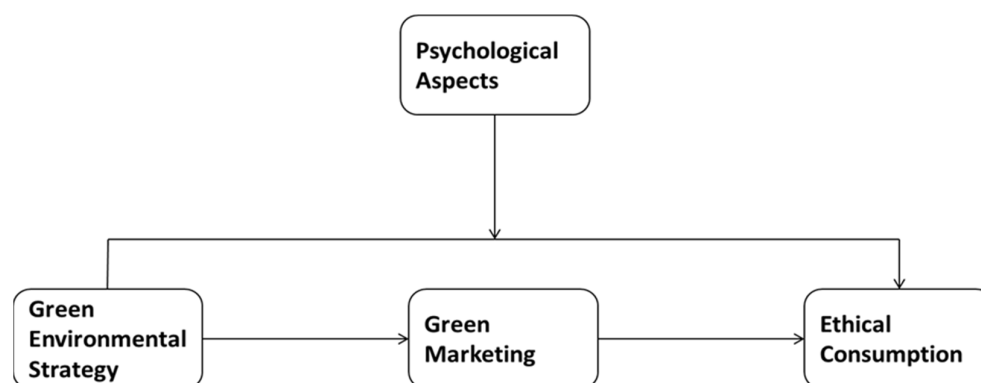 Psychological
Aspects
Green
Environmental
Strategy
Green
Marketing
Ethical
Consumption